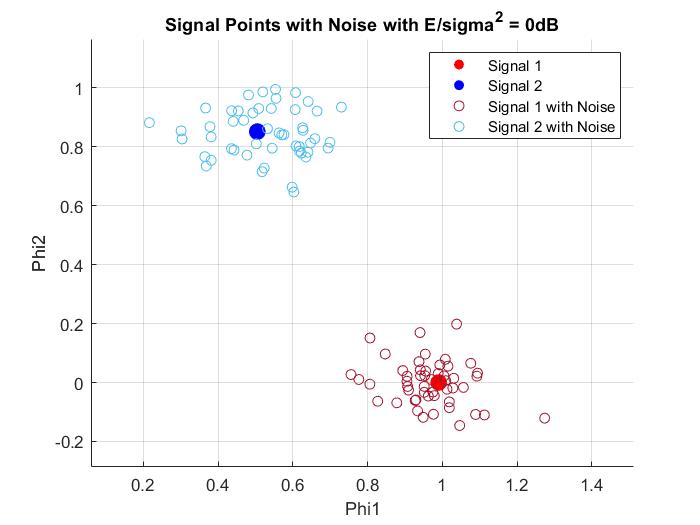 Signal Points with Noise with E/sigma² = 0dB
Signal 1
Signal 2
Signal 1 with Noise
Signal 2 with Noise
Phi2
1
0.8
0.6
0.4
0.2
0
-0.2
0.2 0.4 0.6 0.8 1 1.2 1.4
Phi1